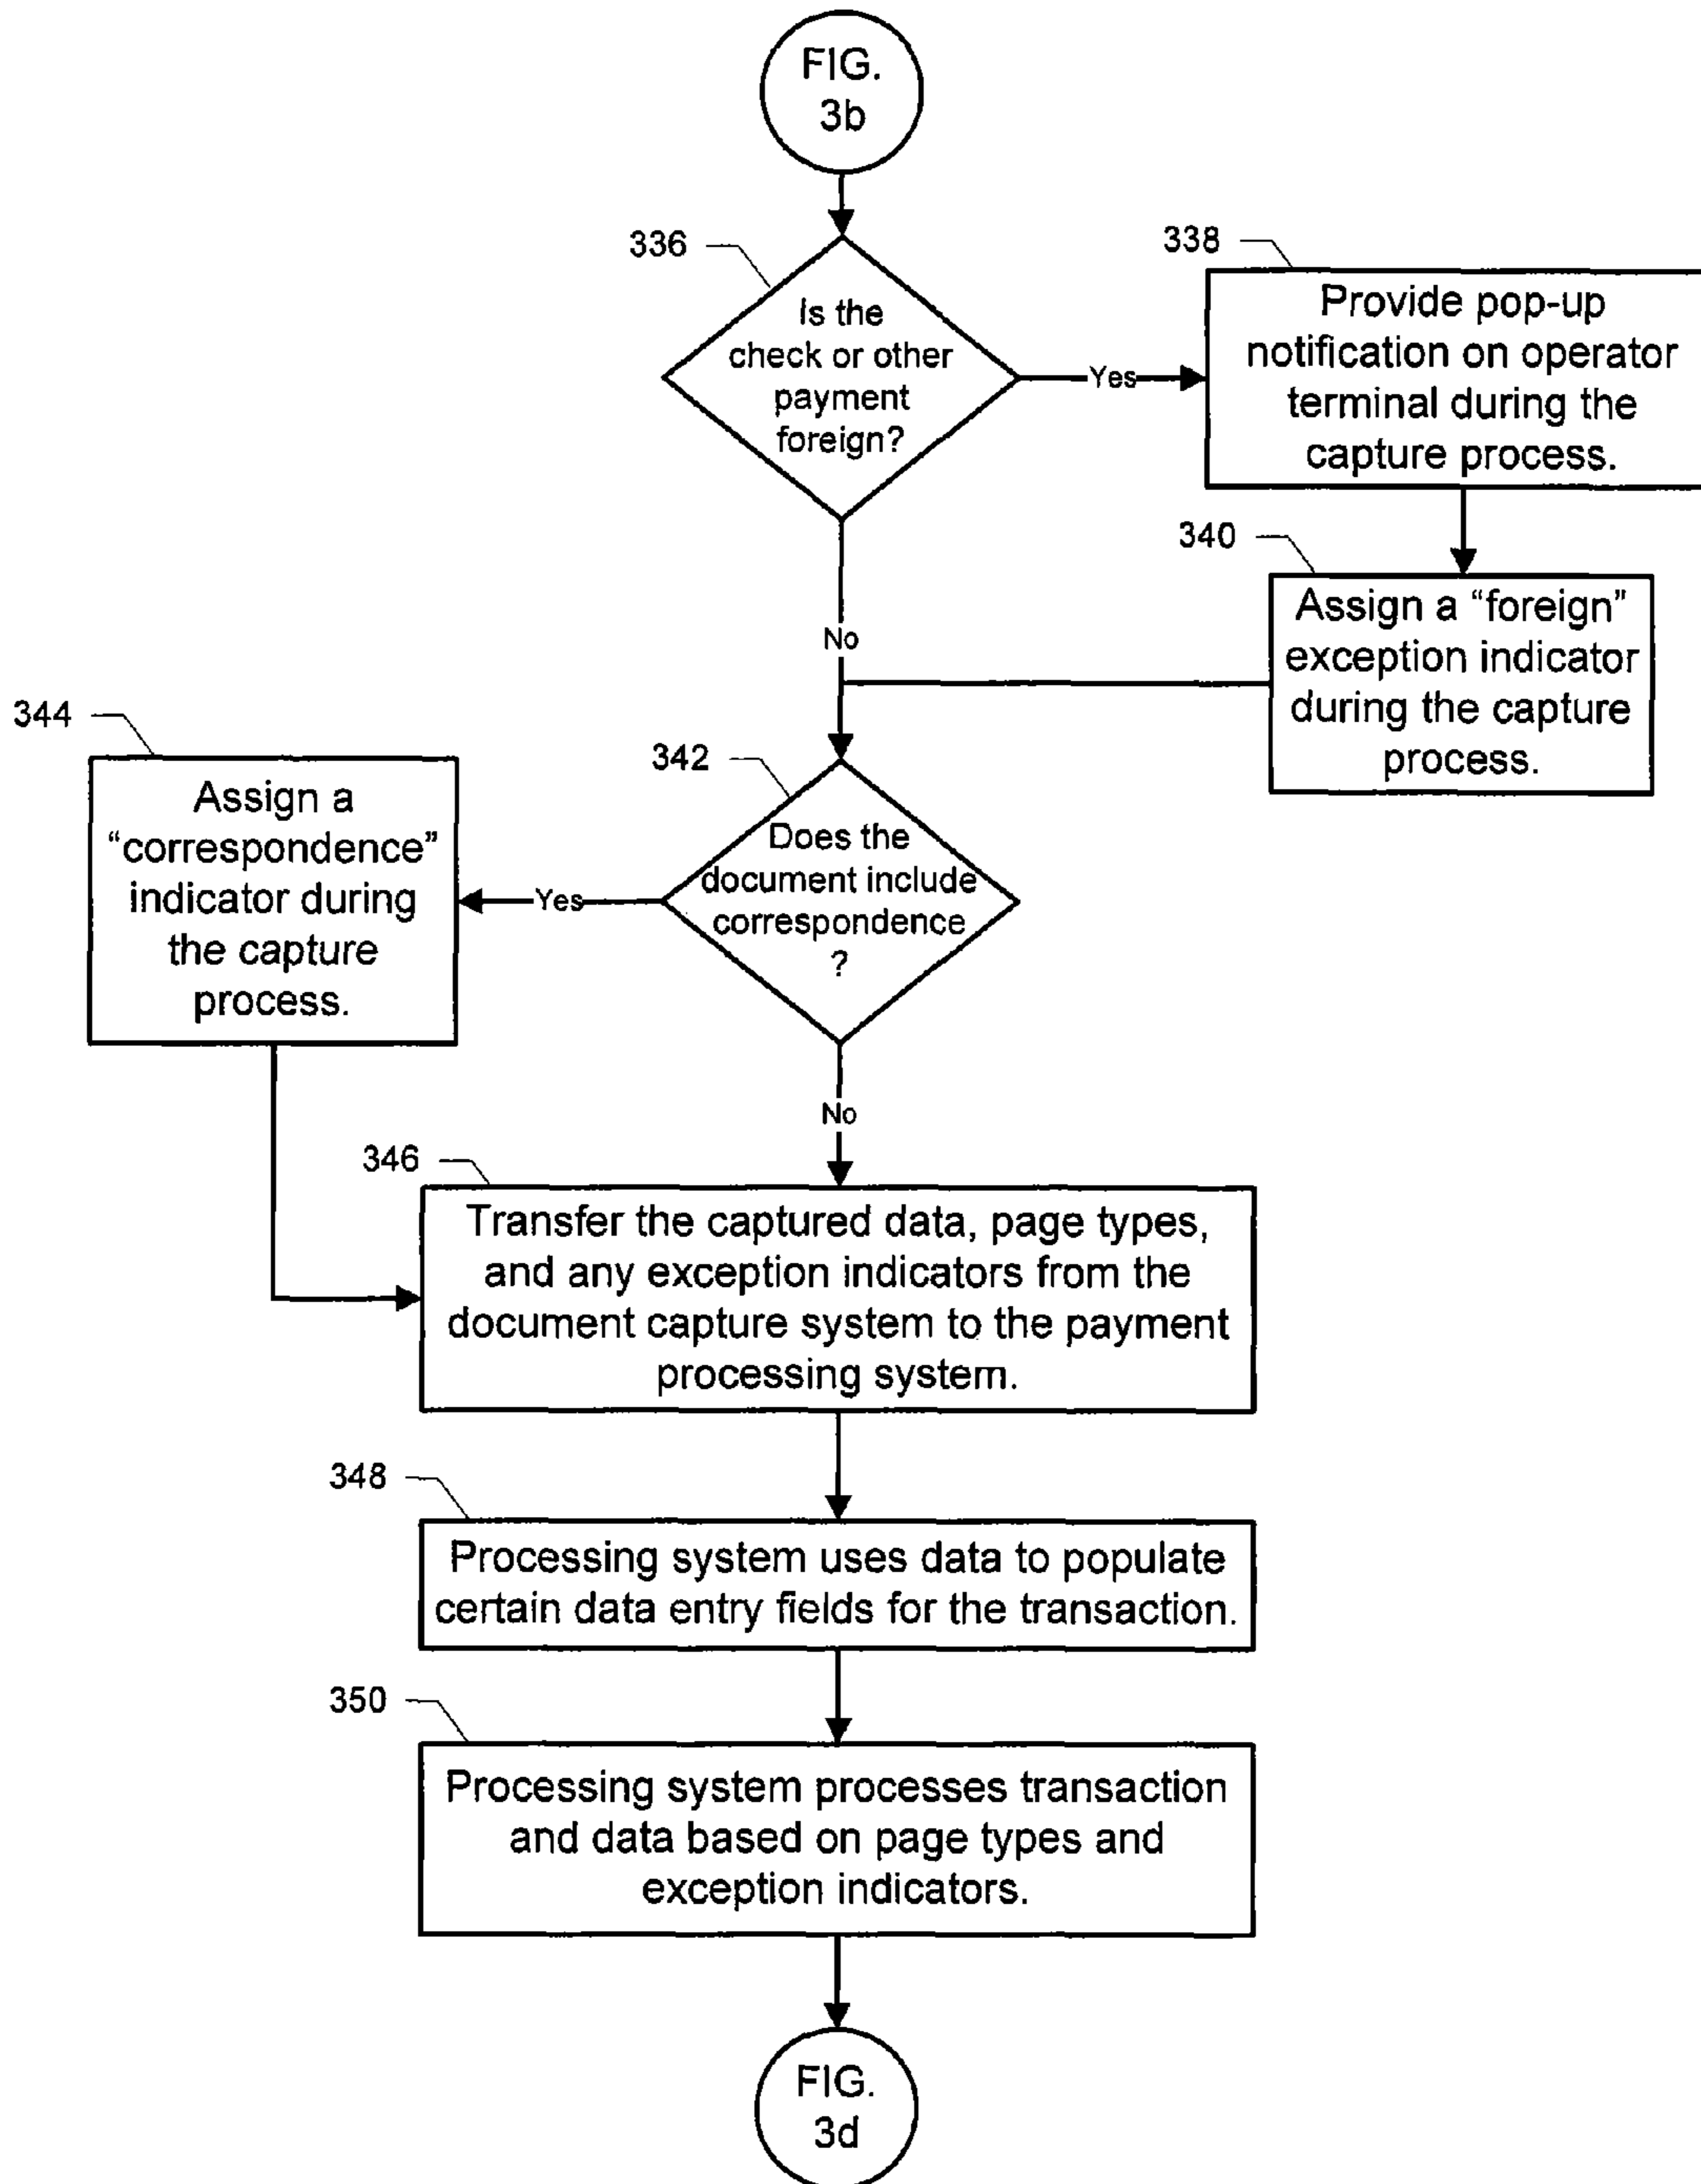 FIG.
3b
336
Is the
check or other
payment
foreign?
Yes
338
Provide pop-up
notification on operator
terminal during the
capture process.
340
Assign a “foreign”
exception indicator
during the capture
process.
No
342
Does the
document include
correspondence
?
Yes
344
Assign a
“correspondence”
indicator during
the capture
process.
No
346
Transfer the captured data, page types,
and any exception indicators from the
document capture system to the payment
processing system.
348
Processing system uses data to populate
certain data entry fields for the transaction.
350
Processing system processes transaction
and data based on page types and
exception indicators.
FIG.
3d